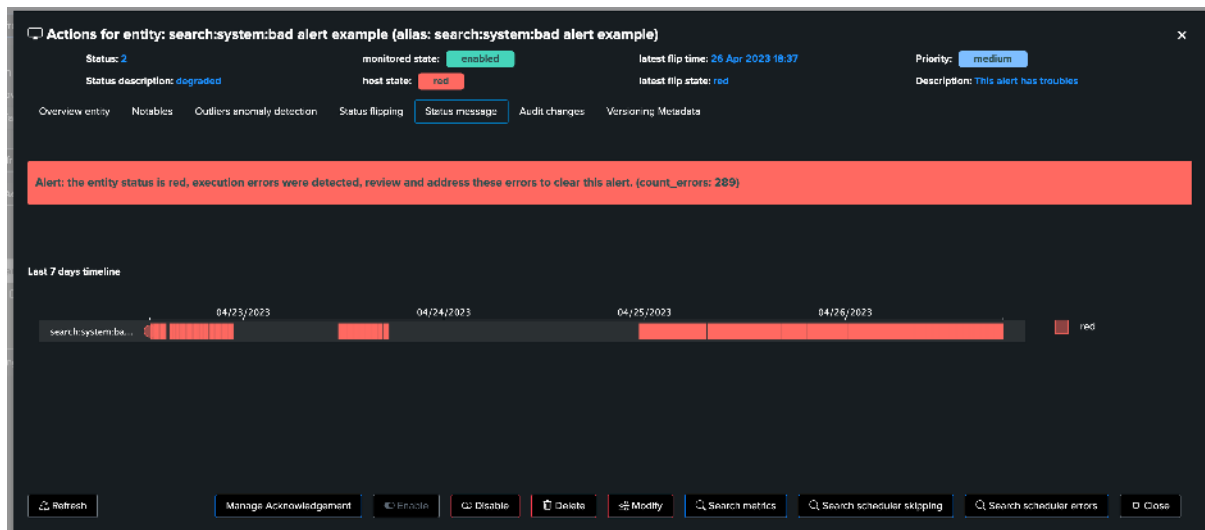 Actions for entity: search:system:bad alert example (alias: search:system:bad alert example)
Status: 2 monitored state: enabled latest flip time: 26 Apr 2023 18:37 Priority: medium
Status description: degraded host state: red latest flip state: red Description: This alert has troubles
Overview entity Notables Outliers anomaly detection Status flipping Status message Audit changes Versioning Metadata
Alert: the entity status is red, execution errors were detected, review and address these errors to clear this alert. (count_errors: 289)
Last 7 days timeline
04/23/2023 04/24/2023 04/25/2023 04/26/2023
search:system:ba... red
Refresh Manage Acknowledgement Enable Disable Delete Modify Search metrics Search scheduler skipping Search scheduler errors Close